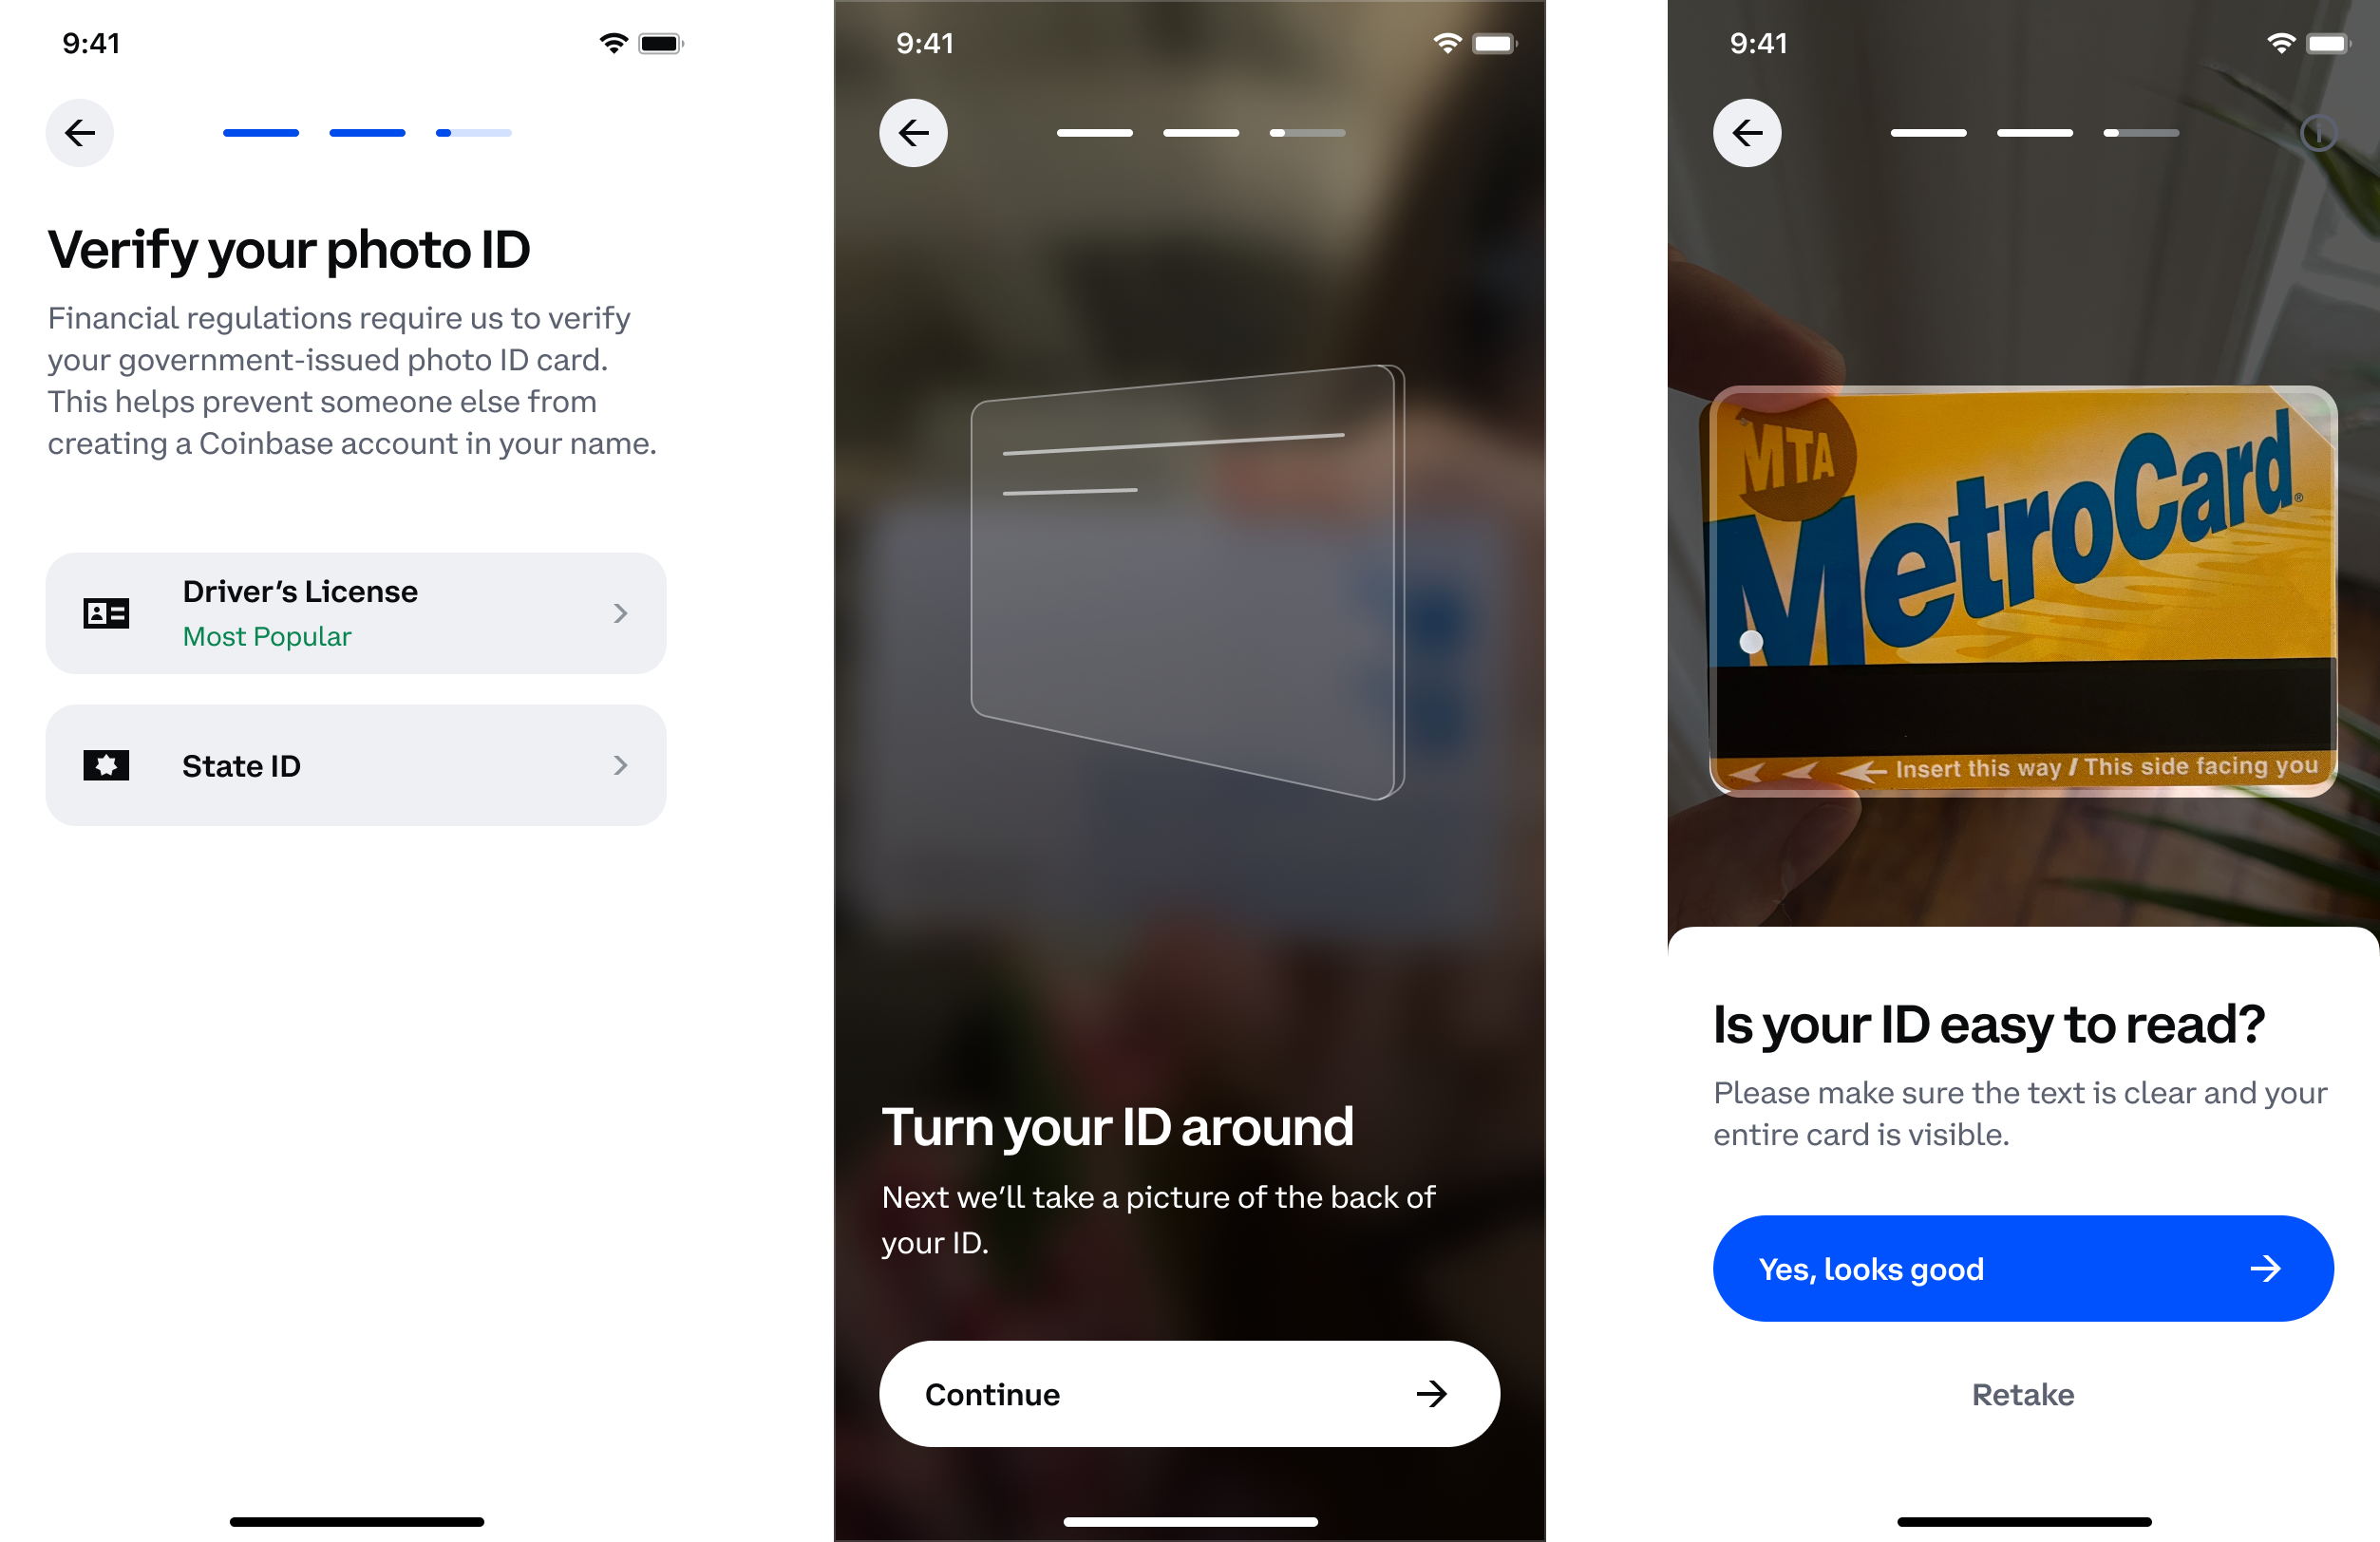 9:41
Verify your photo ID
Financial regulations require us to verify
your government-issued photo ID card.
This helps prevent someone else from
creating a Coinbase account in your name.
Driver’s License
Most Popular
State ID
9:41
Turn your ID around
Next we’ll take a picture of the back of
your ID.
Continue
9:41
MTA
MetroCard®
Insert this way / This side facing you
Is your ID easy to read?
Please make sure the text is clear and your
entire card is visible.
Yes, looks good
Retake